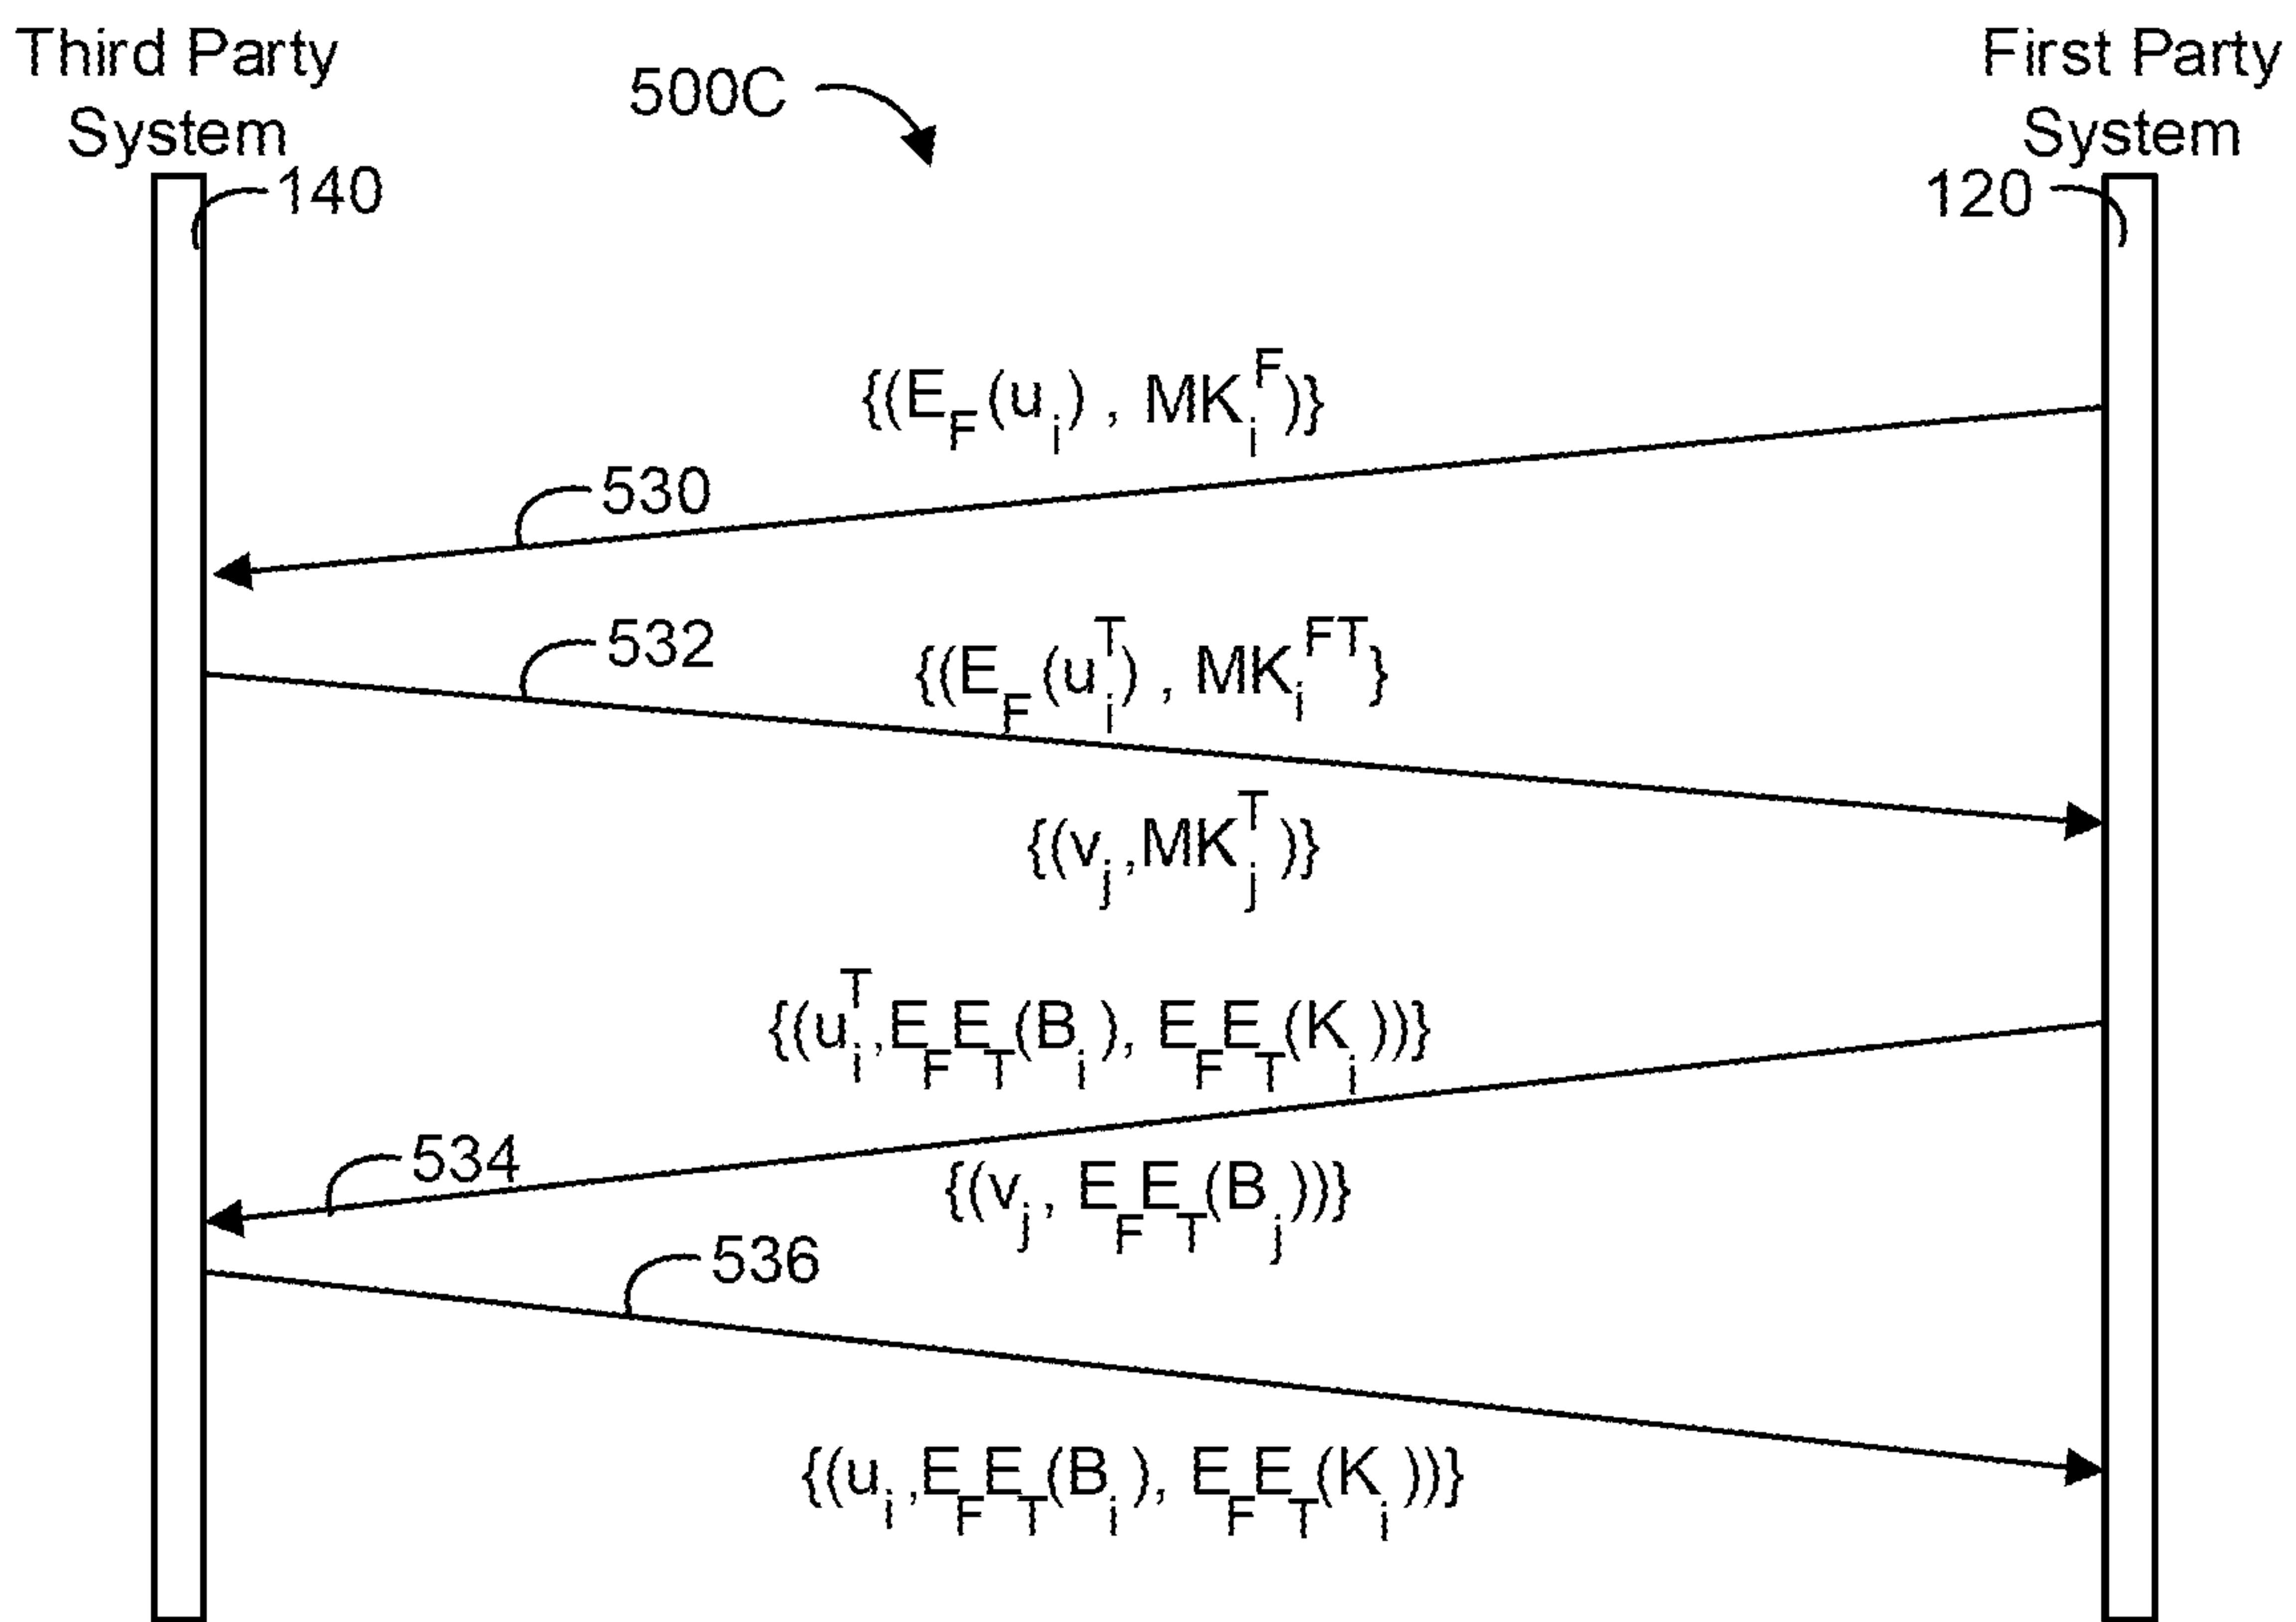 Third Party
System
140
500C
First Party
System
120
{(E_F(u_i) , MK_i^F)}
530
532
{(E_F(u_i^T) , MK_i^FT}
{(v_j,MK_j^T)}
{(u_i^T,E_FE_T(B_i), E_FE_T(K_i))}
534
{(v_j, E_FE_T(B_j))}
536
{(u_i,E_FE_T(B_i), E_FE_T(K_i))}